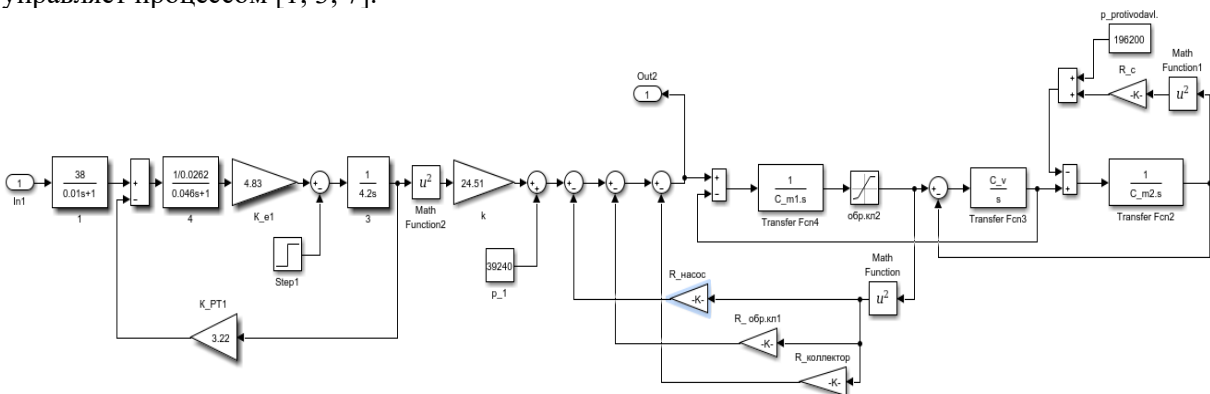 управляет процессом [1, 5, 7].
p_protivodavl.
196200
Math
Function1
R_c
-K-
u²
Out2
1
1
In1
38
0.01s+1
1
1/0.0262
0.046s+1
4
4.83
K_e1
Step1
1
4.2s
3
u²
Math
Function2
24.51
k
39240
p_1
1
C_m1.s
Transfer Fcn4
обр.кл2
C_v
s
Transfer Fcn3
1
C_m2.s
Transfer Fcn2
Math
Function
u²
R_насос
-K-
R_ обр.кл1
-K-
R_коллектор
-K-
K_PT1
3.22